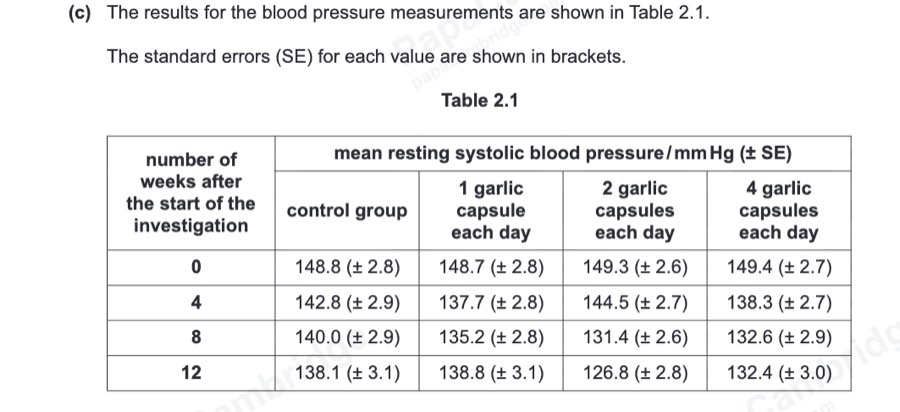 (c) The results for the blood pressure measurements are shown in Table 2.1.
The standard errors (SE) for each value are shown in brackets.
Table 2.1
number of weeks after the start of the investigation
mean resting systolic blood pressure/mmHg (± SE)
control group
1 garlic capsule each day
2 garlic capsules each day
4 garlic capsules each day
0 148.8 (± 2.8) 148.7 (± 2.8) 149.3 (± 2.6) 149.4 (± 2.7)
4 142.8 (± 2.9) 137.7 (± 2.8) 144.5 (± 2.7) 138.3 (± 2.7)
8 140.0 (± 2.9) 135.2 (± 2.8) 131.4 (± 2.6) 132.6 (± 2.9)
12 138.1 (± 3.1) 138.8 (± 3.1) 126.8 (± 2.8) 132.4 (± 3.0)